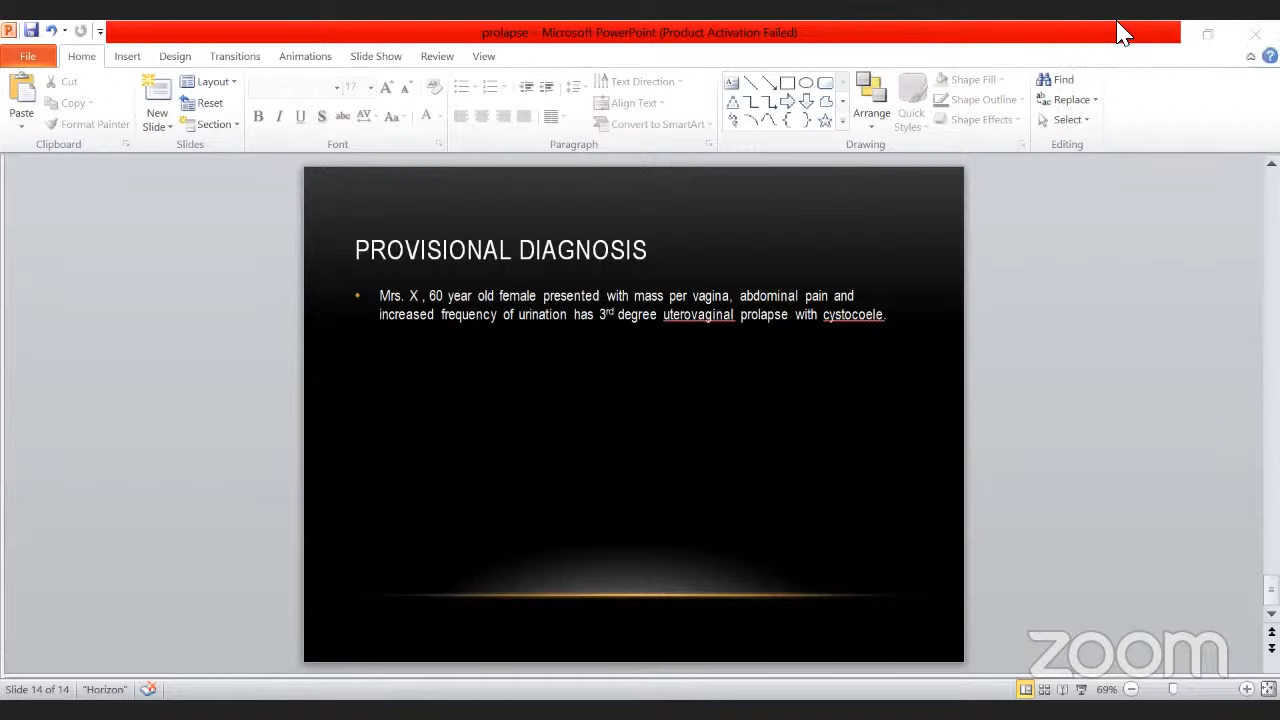 prolapse - Microsoft PowerPoint (Product Activation Failed)
File Home Insert Design Transitions Animations Slide Show Review View
Paste
Cut
Copy
Format Painter
Clipboard
New
Slide
Layout
Reset
Section
Slides
17
B I U S abc AV Aa A
Font
Text Direction
Align Text
Convert to SmartArt
Paragraph
Arrange
Quick
Styles
Shape Fill
Shape Outline
Shape Effects
Drawing
Find
Replace
Select
Editing
PROVISIONAL DIAGNOSIS
• Mrs. X , 60 year old female presented with mass per vagina, abdominal pain and
increased frequency of urination has 3rd degree uterovaginal prolapse with cystocoele.
zoom
Slide 14 of 14 "Horizon" 69%